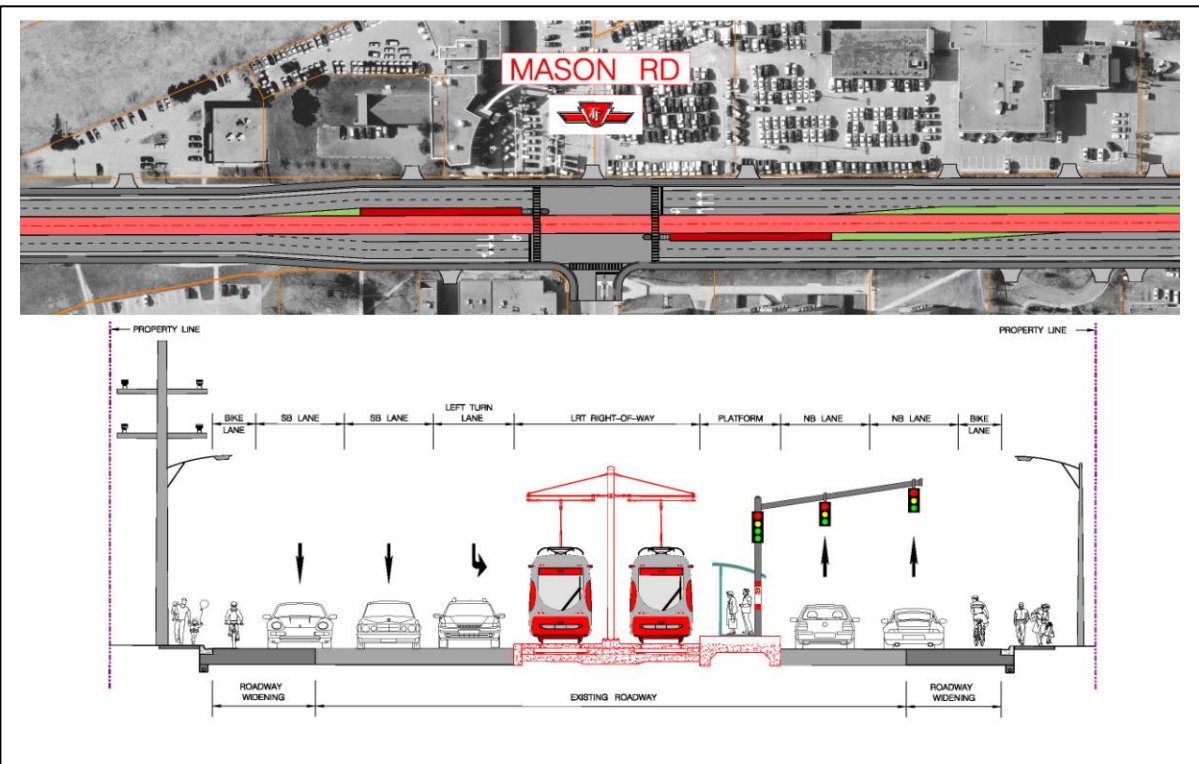 MASON RD
PROPERTY LINE
PROPERTY LINE
BIKE
LANE
SB LANE
SB LANE
LEFT TURN
LANE
LRT RIGHT-OF-WAY
PLATFORM
NB LANE
NB LANE
BIKE
LANE
ROADWAY
WIDENING
EXISTING ROADWAY
ROADWAY
WIDENING